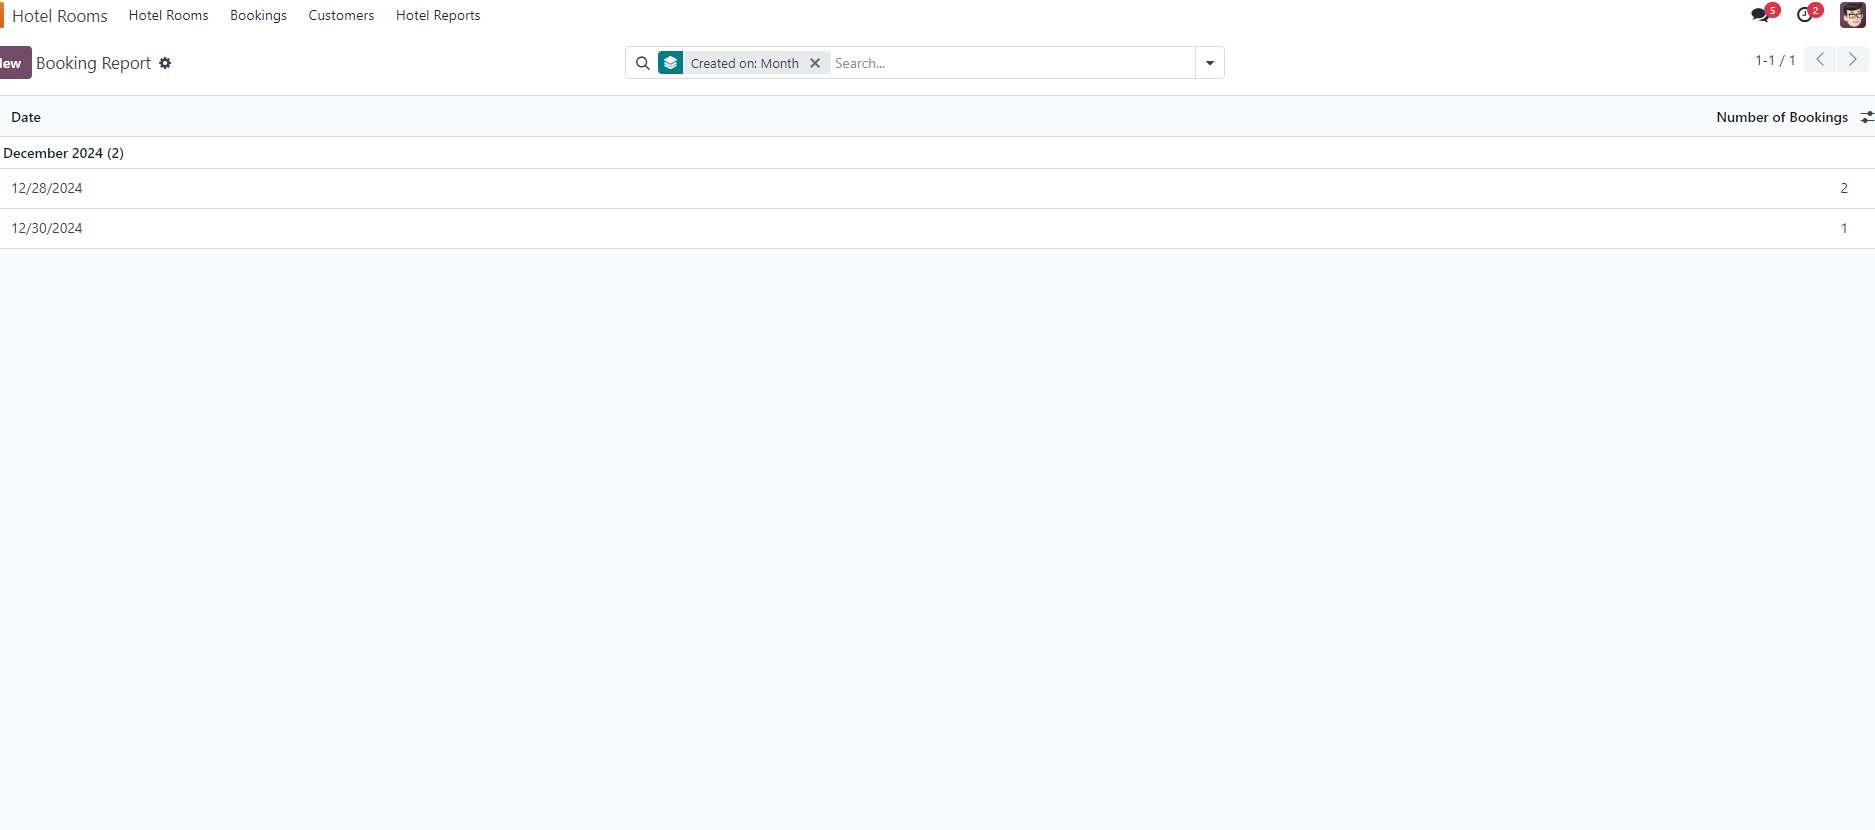 Hotel Rooms Hotel Rooms Bookings Customers Hotel Reports 5 2
Booking Report Created on: Month Search... 1-1 / 1
Date Number of Bookings
December 2024 (2)
12/28/2024 2
12/30/2024 1